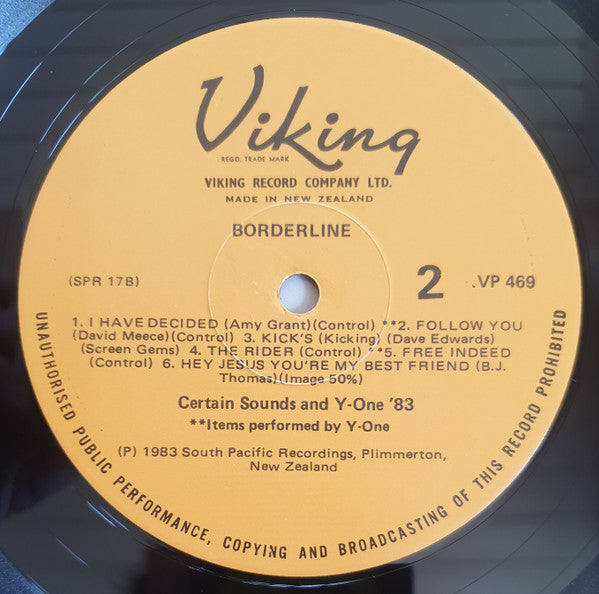 Viking
REGD. TRADE MARK
VIKING RECORD COMPANY LTD.
MADE IN NEW ZEALAND
BORDERLINE
(SPR 17B)
2
.VP 469
1. I HAVE DECIDED (Amy Grant)(Control) **2. FOLLOW YOU
(David Meece)(Control) 3. KICK'S (Kicking) (Dave Edwards)
(Screen Gems) 4. THE RIDER (Control) **5. FREE INDEED
(Control) 6. HEY JESUS YOU'RE MY BEST FRIEND (B.J.
Thomas)(Image 50%)
Certain Sounds and Y-One '83
**Items performed by Y-One
(P) 1983 South Pacific Recordings, Plimmerton,
New Zealand
UNAUTHORISED PUBLIC PERFORMANCE, COPYING AND BROADCASTING OF THIS RECORD PROHIBITED